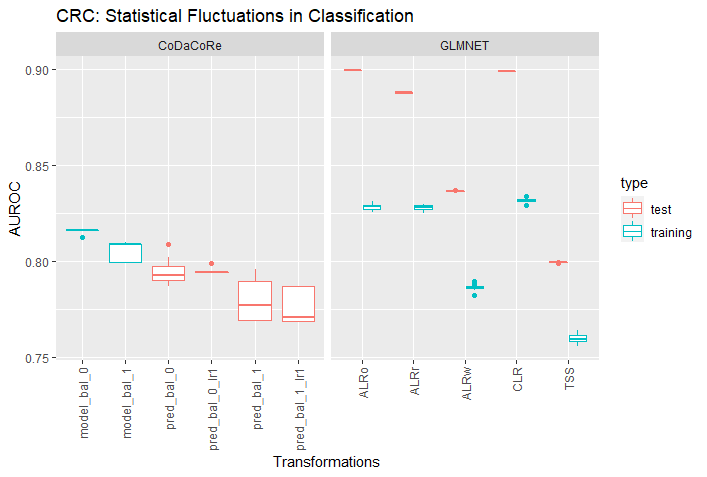 CRC: Statistical Fluctuations in Classification
CoDaCoRe
GLMNET
AUROC
0.90
0.85
0.80
0.75
model_bal_0
model_bal_1
pred_bal_0
pred_bal_0_lr1
pred_bal_1
pred_bal_1_lr1
ALRo
ALRr
ALRw
CLR
TSS
Transformations
type
test
training